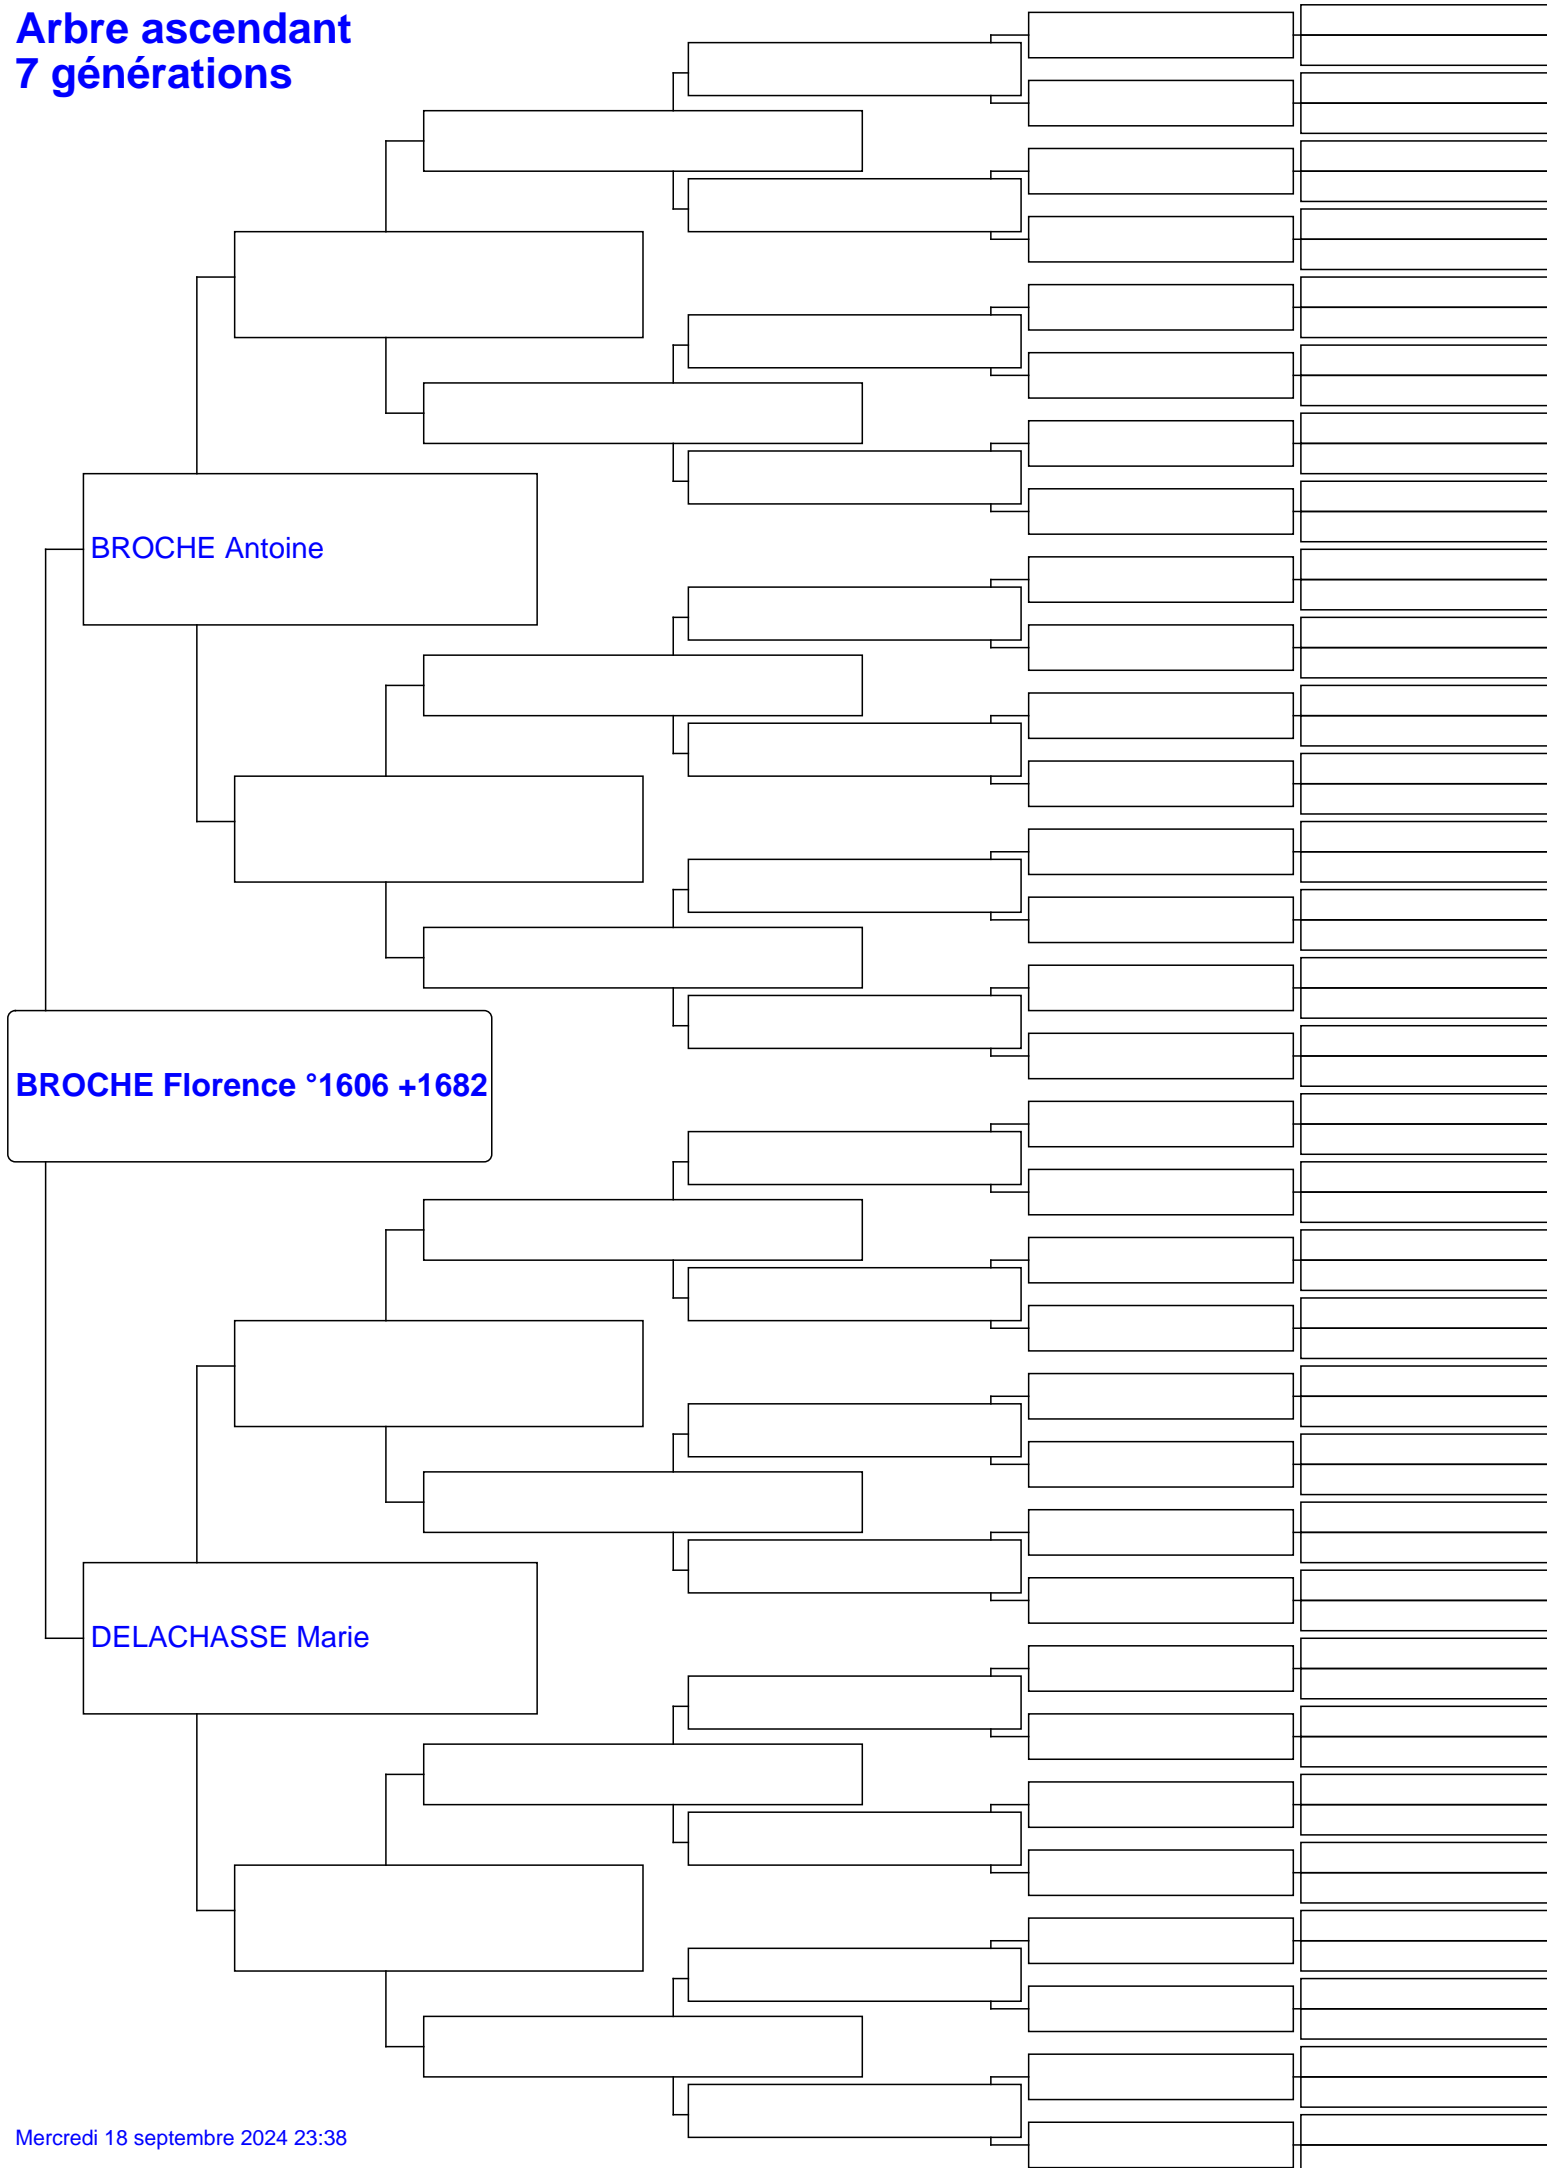 Arbre ascendant
7 générations
BROCHE Antoine
BROCHE Florence °1606 +1682
DELACHASSE Marie
Mercredi 18 septembre 2024 23:38